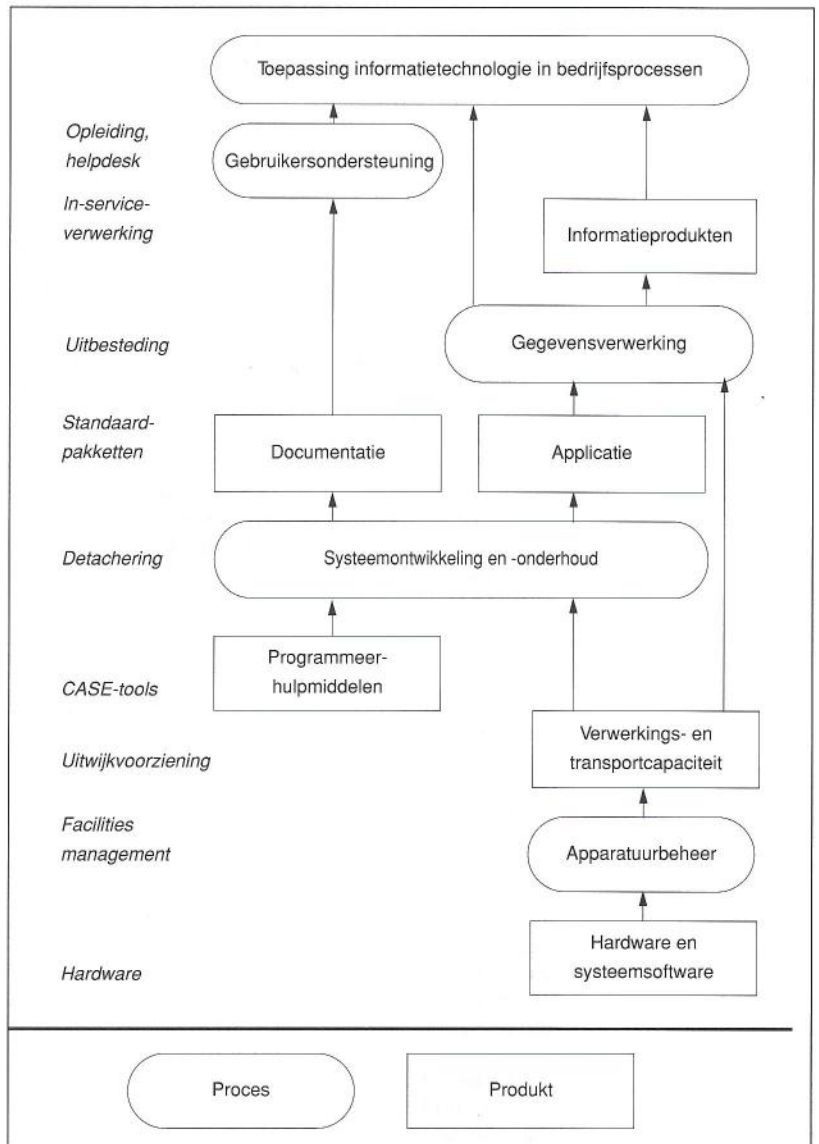 Toepassing informatietechnologie in bedrijfsprocessen
Opleiding,
helpdesk
Gebruikersondersteuning
In-service-
verwerking
Informatieprodukten
Uitbesteding
Gegevensverwerking
Standaard-
pakketten
Documentatie
Applicatie
Detachering
Systeemontwikkeling en -onderhoud
Programmeer-
hulpmiddelen
CASE-tools
Verwerkings- en
transportcapaciteit
Uitwijkvoorziening
Facilities
management
Apparatuurbeheer
Hardware en
systeemsoftware
Hardware
Proces
Produkt